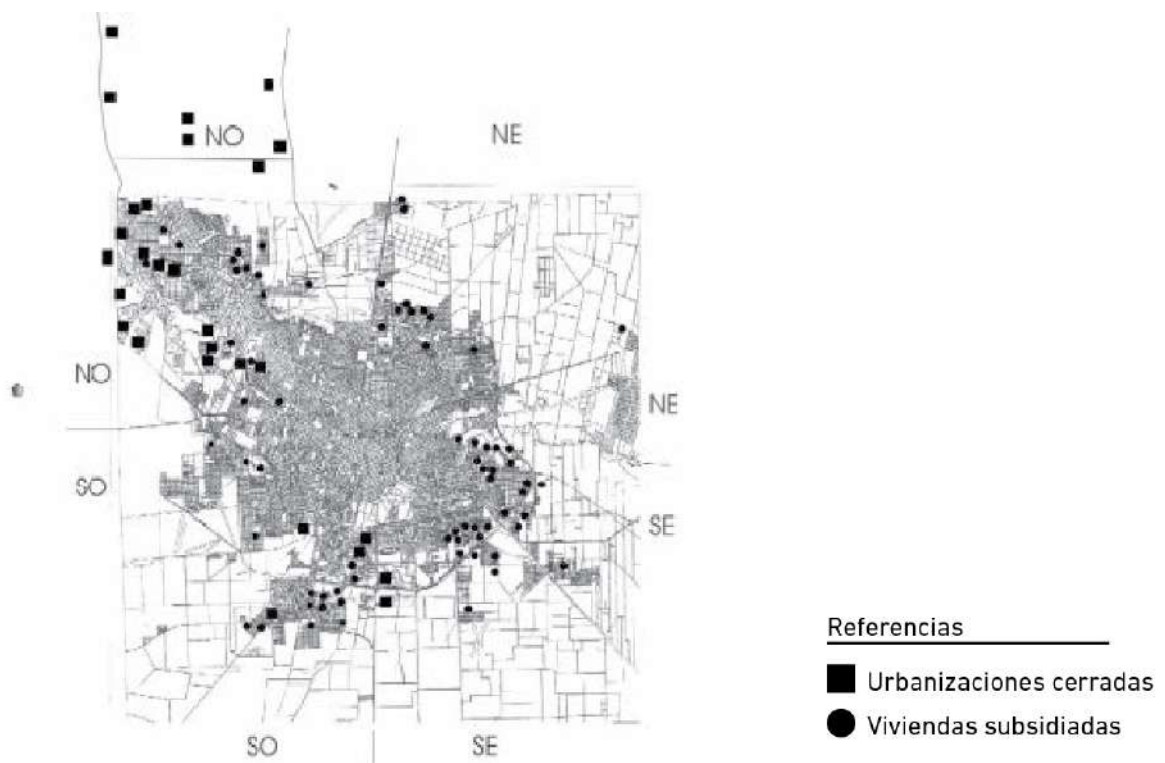 NO
NE
NO
NE
SO
SE
SO
SE
Referencias
Urbanizaciones cerradas
Viviendas subsidiadas